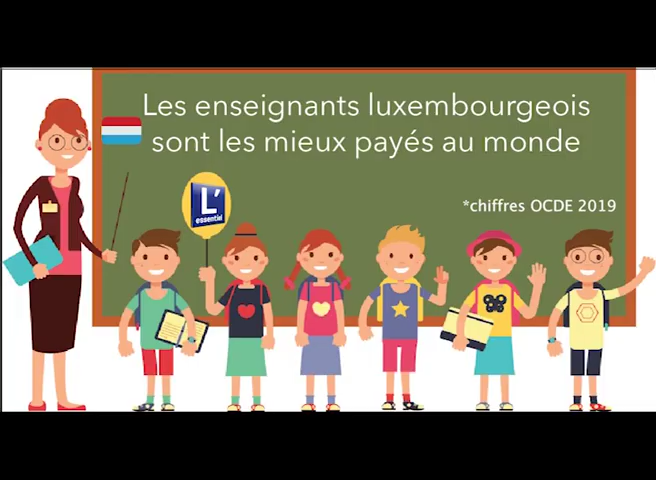 Les enseignants luxembourgeois
sont les mieux payés au monde
*chiffres OCDE 2019
L'
essentiel